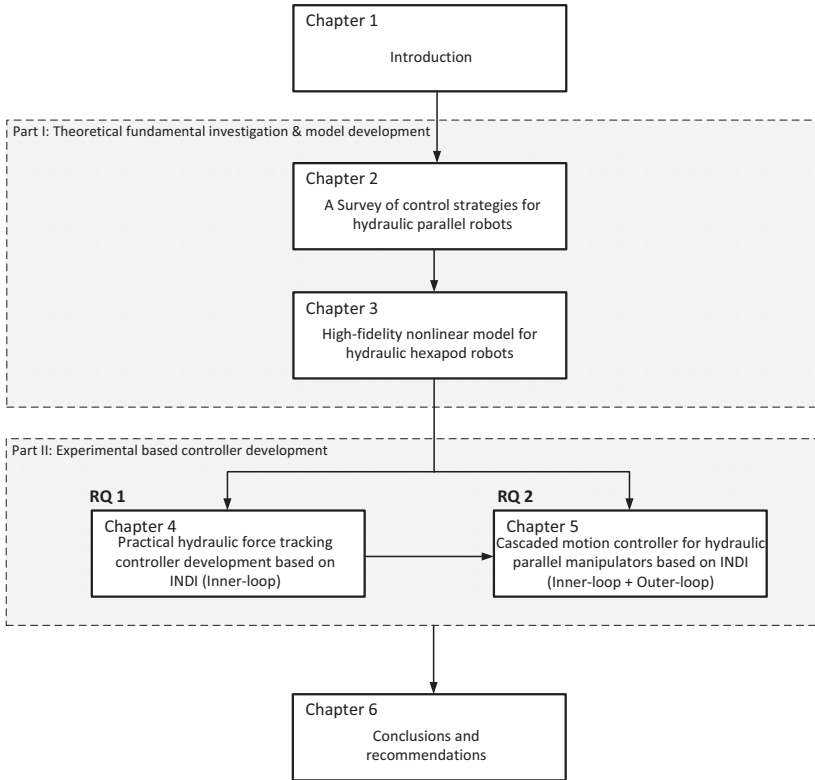 Chapter 1
Introduction
Part I: Theoretical fundamental investigation & model development
Chapter 2
A Survey of control strategies for
hydraulic parallel robots
Chapter 3
High-fidelity nonlinear model for
hydraulic hexapod robots
Part II: Experimental based controller development
RQ 1
Chapter 4
Practical hydraulic force tracking
controller development based on
INDI (Inner-loop)
RQ 2
Chapter 5
Cascaded motion controller for hydraulic
parallel manipulators based on INDI
(Inner-loop + Outer-loop)
Chapter 6
Conclusions and
recommendations